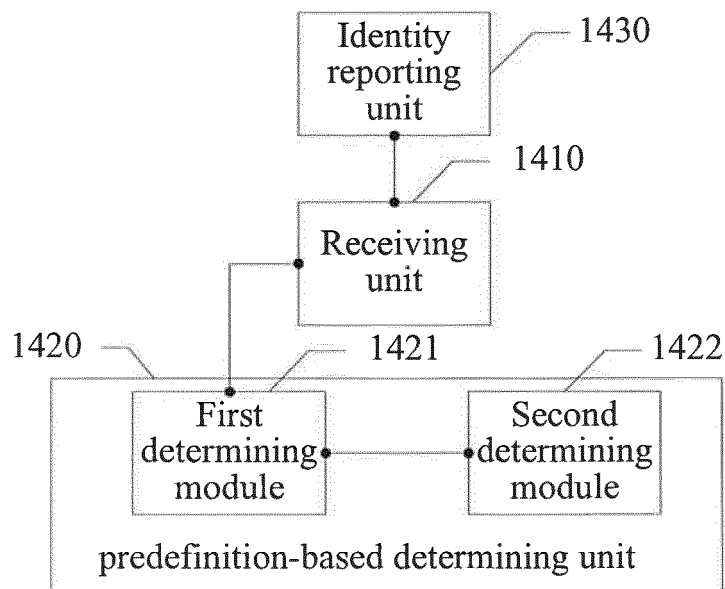 Identity
reporting
unit
1430
1410
Receiving
unit
1420
1421
1422
First
determining
module
Second
determining
module
predefinition-based determining unit